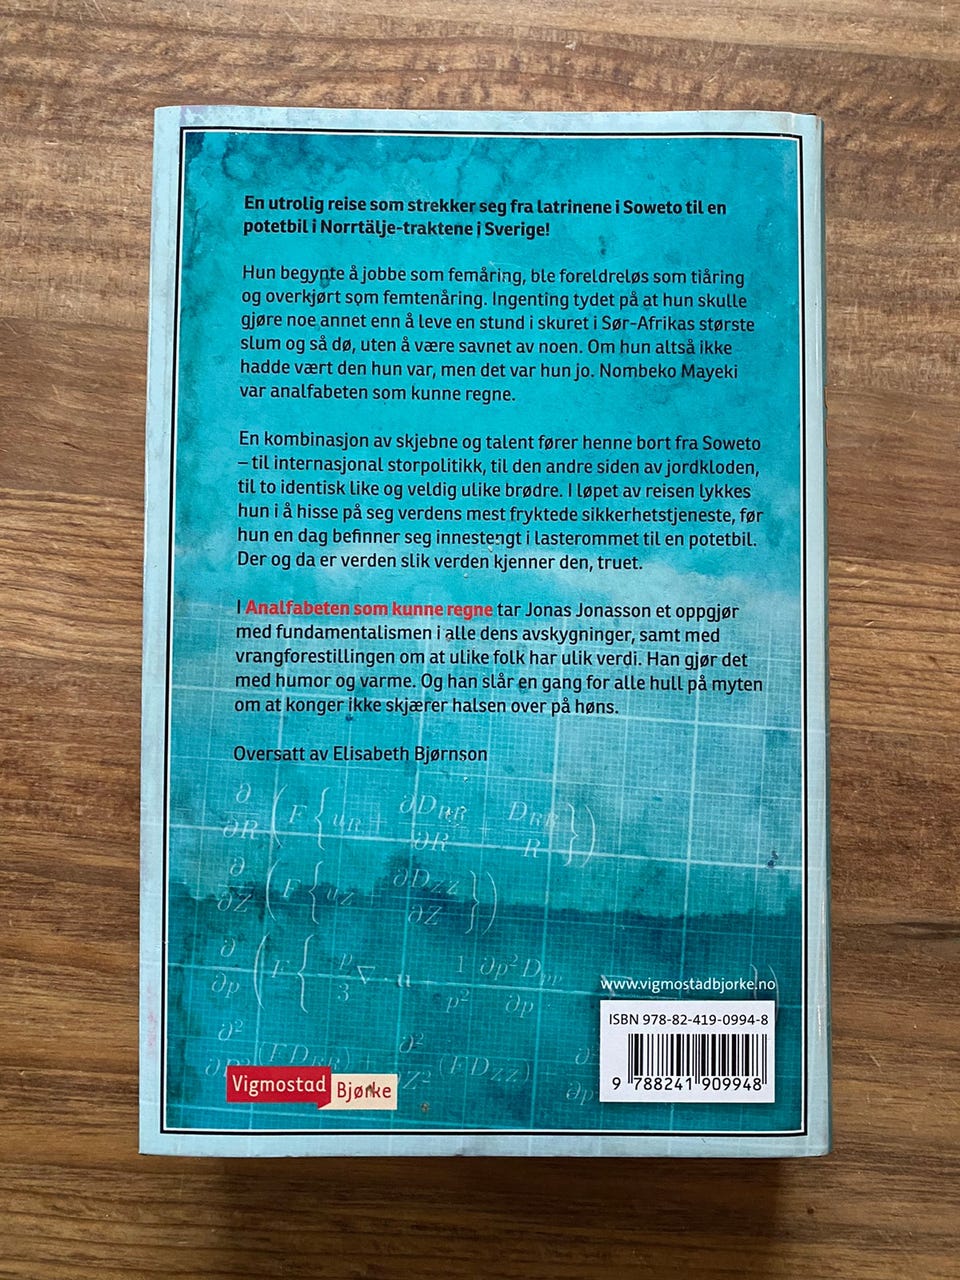 En utrolig reise som strekker seg fra latrinene i Soweto til en
potetbil i Norrtälje-traktene i Sverige!
Hun begynte å jobbe som femåring, ble foreldreløs som tiåring
og overkjørt som femtenåring. Ingenting tydet på at hun skulle
gjøre noe annet enn å leve en stund i skuret i Sør-Afrikas største
slum og så dø, uten å være savnet av noen. Om hun altså ikke
hadde vært den hun var, men det var hun jo. Nombeko Mayeki
var analfabeten som kunne regne.
En kombinasjon av skjebne og talent fører henne bort fra Soweto
– til internasjonal storpolitikk, til den andre siden av jordkloden,
til to identisk like og veldig ulike brødre. I løpet av reisen lykkes
hun i å hisse på seg verdens mest fryktede sikkerhetstjeneste, før
hun en dag befinner seg innestengt i lasterommet til en potetbil.
Der og da er verden slik verden kjenner den, truet.
I Analfabeten som kunne regne tar Jonas Jonasson et oppgjør
med fundamentalismen i alle dens avskygninger, samt med
vrangforestillingen om at ulike folk har ulik verdi. Han gjør det
med humor og varme. Og han slår en gang for alle hull på myten
om at konger ikke skjærer halsen over på høns.
Oversatt av Elisabeth Bjørnson
∂/∂R (F {u_R + ∂D_RR/∂R + D_RR/R})
∂/∂Z (F {u_Z + ∂D_ZZ/∂Z})
www.vigmostadbjorke.no
ISBN 978-82-419-0994-8
9 788241 909948
Vigmostad
Bjørke